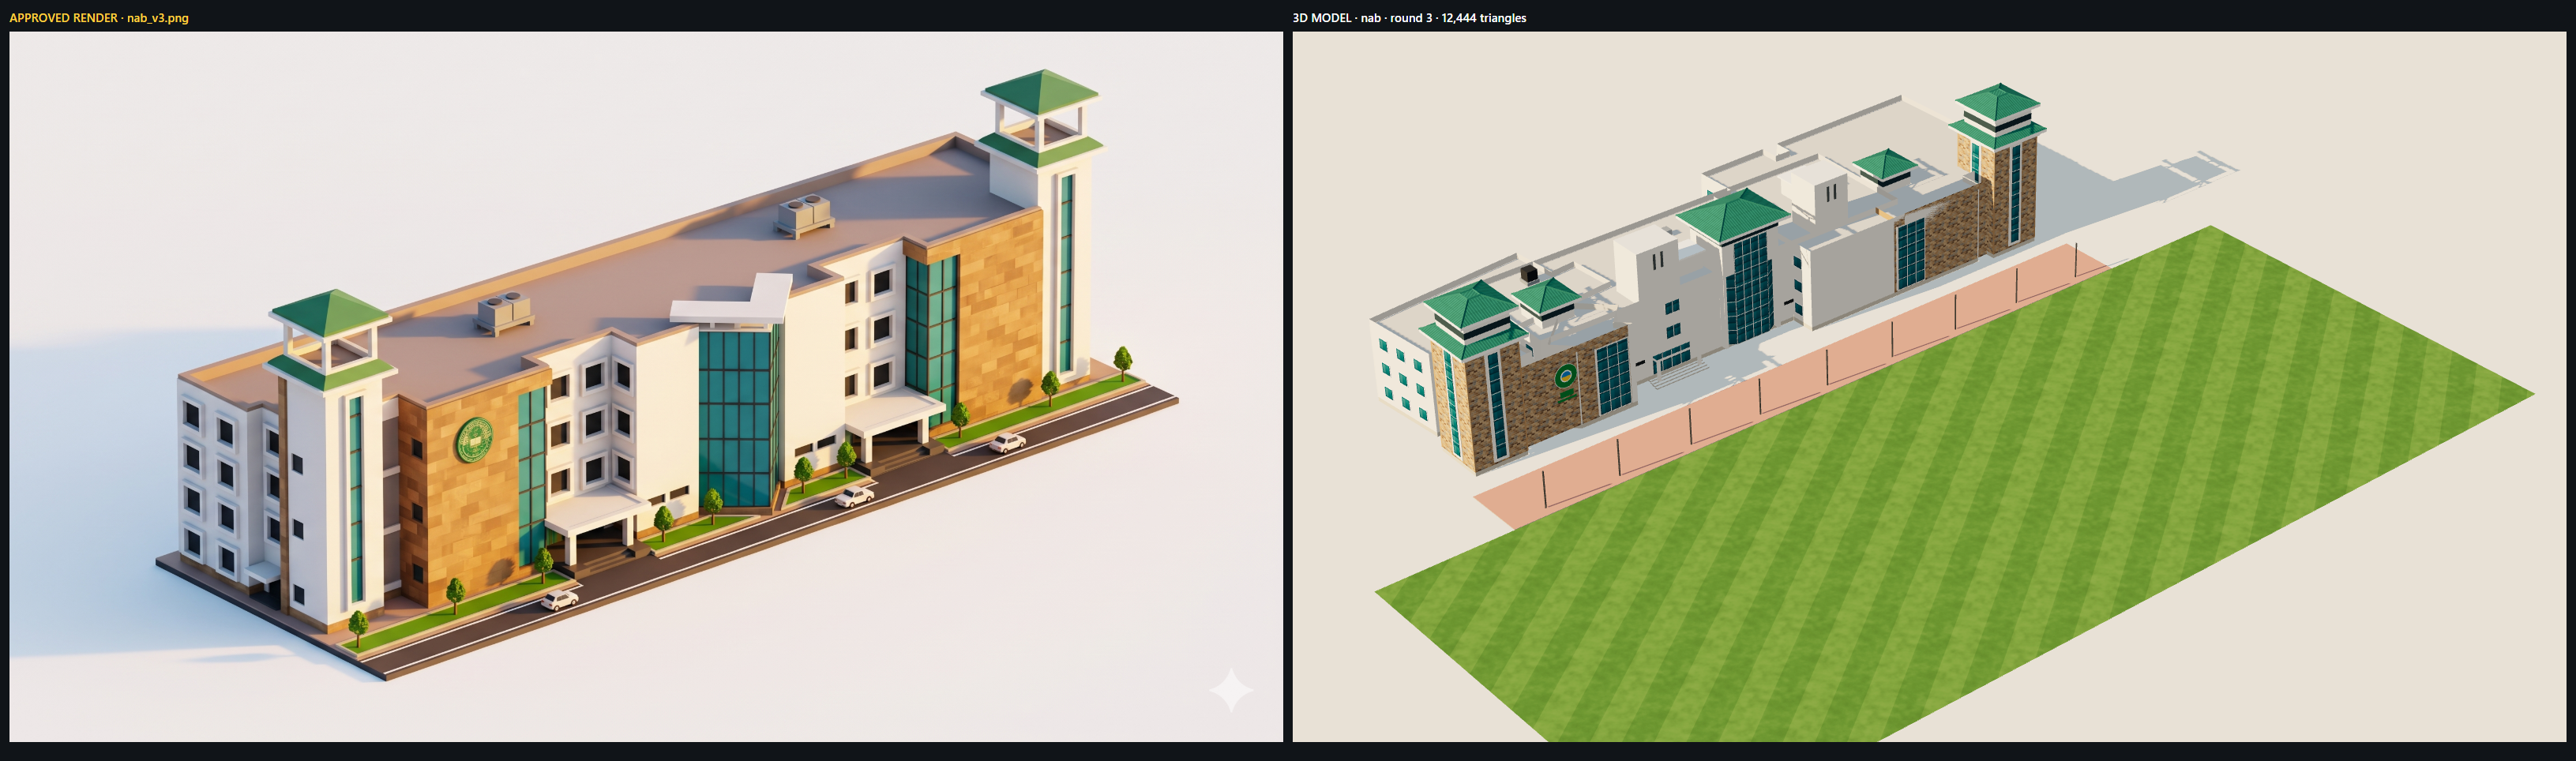 APPROVED RENDER · nab_v3.png
3D MODEL · nab · round 3 · 12,444 triangles